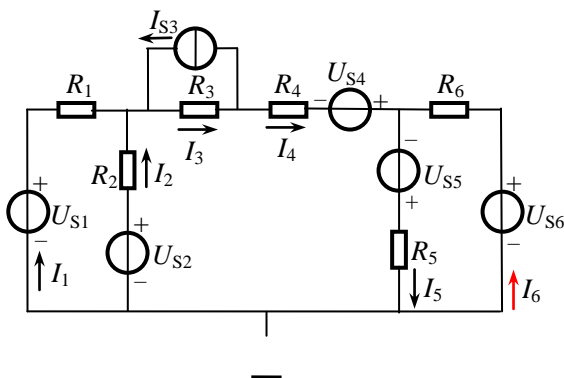 I_S3
R_1 R_3 R_4 U_S4 R_6
− +
I_3 I_4
−
R_2 I_2 U_S5
+ + + +
U_S1 U_S2 U_S6
− − −
R_5
I_1 I_5 I_6